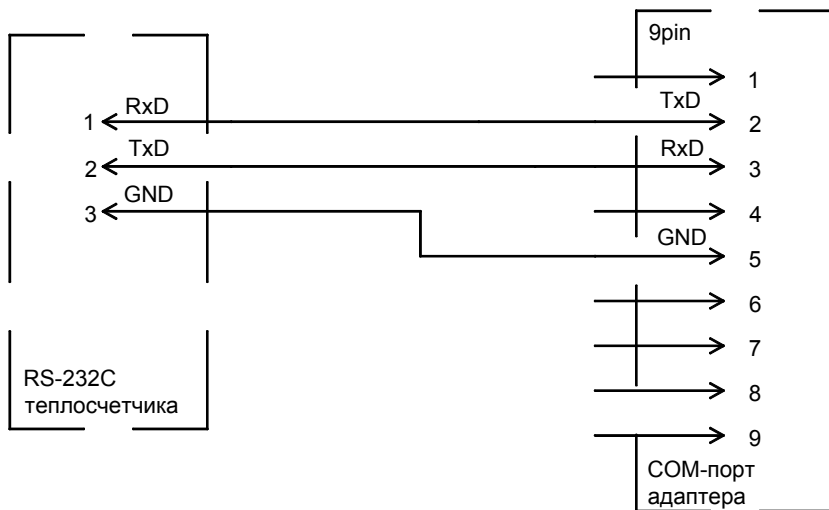 9pin
1
RxD
TxD
1
2
TxD
RxD
2
3
GND
3
4
GND
5
6
7
RS-232C
теплосчетчика
8
9
COM-порт
адаптера